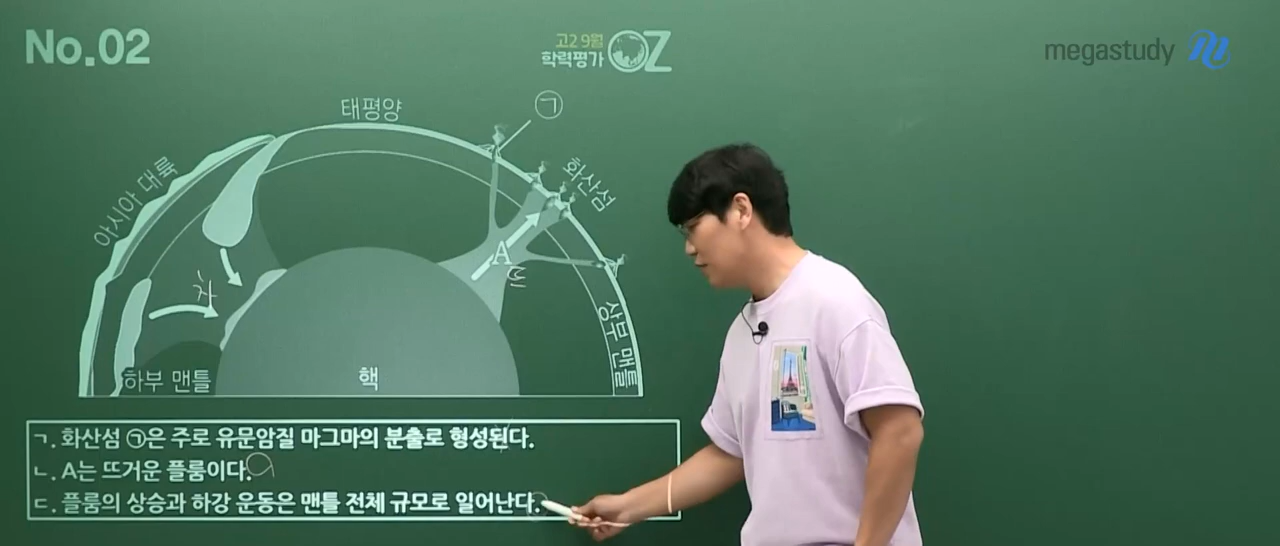 No.02
고2 9월
학력평가 OZ
megastudy
태평양
㉠
아시아 대륙
화산섬
A
상부 맨틀
하부 맨틀
핵
ㄱ. 화산섬 ㉠은 주로 유문암질 마그마의 분출로 형성된다.
ㄴ. A는 뜨거운 플룸이다.
ㄷ. 플룸의 상승과 하강 운동은 맨틀 전체 규모로 일어난다.